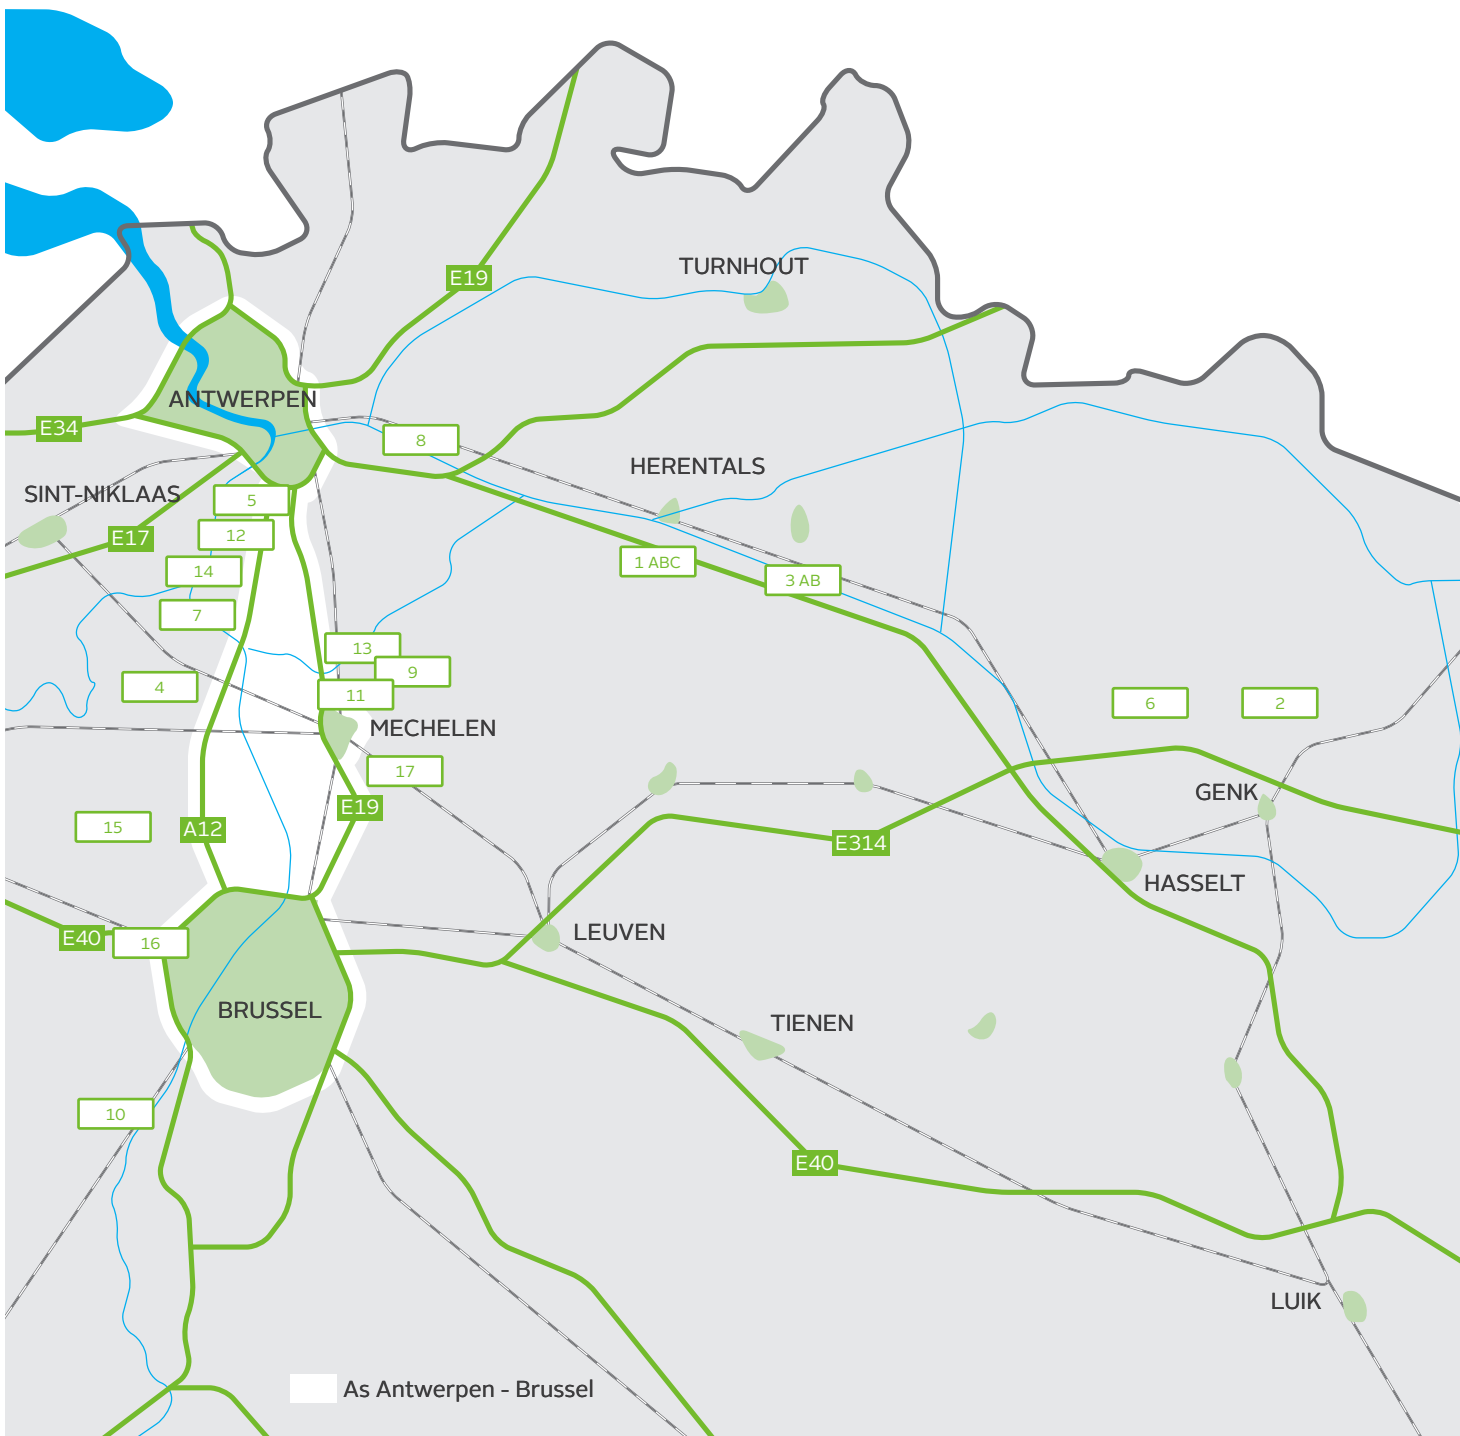 TURNHOUT
E19
ANTWERPEN
E34
8
HERENTALS
SINT-NIKLAAS
5
12
E17
1 ABC
14
3 AB
7
13
9
4
11
6
2
MECHELEN
17
GENK
E19
15
A12
E314
HASSELT
LEUVEN
E40
16
BRUSSEL
TIENEN
10
E40
LUIK
As Antwerpen - Brussel